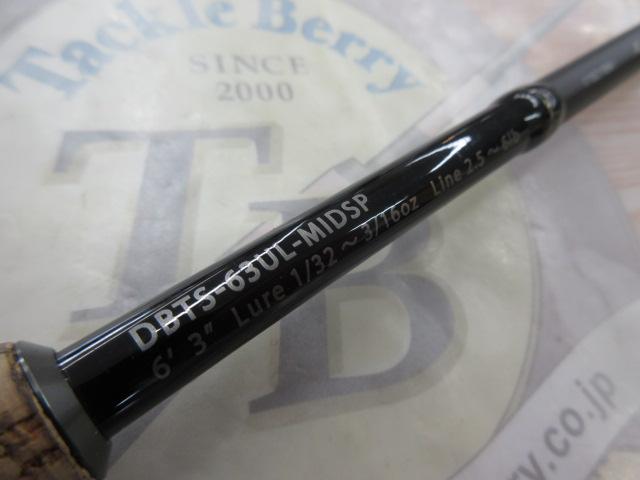 Tackle Berry
SINCE
2000
TB
DBTS-63UL-MIDSP
6' 3" Lure 1/32 ~ 3/16oz Line 2.5 ~ 6lb
rry.co.jp